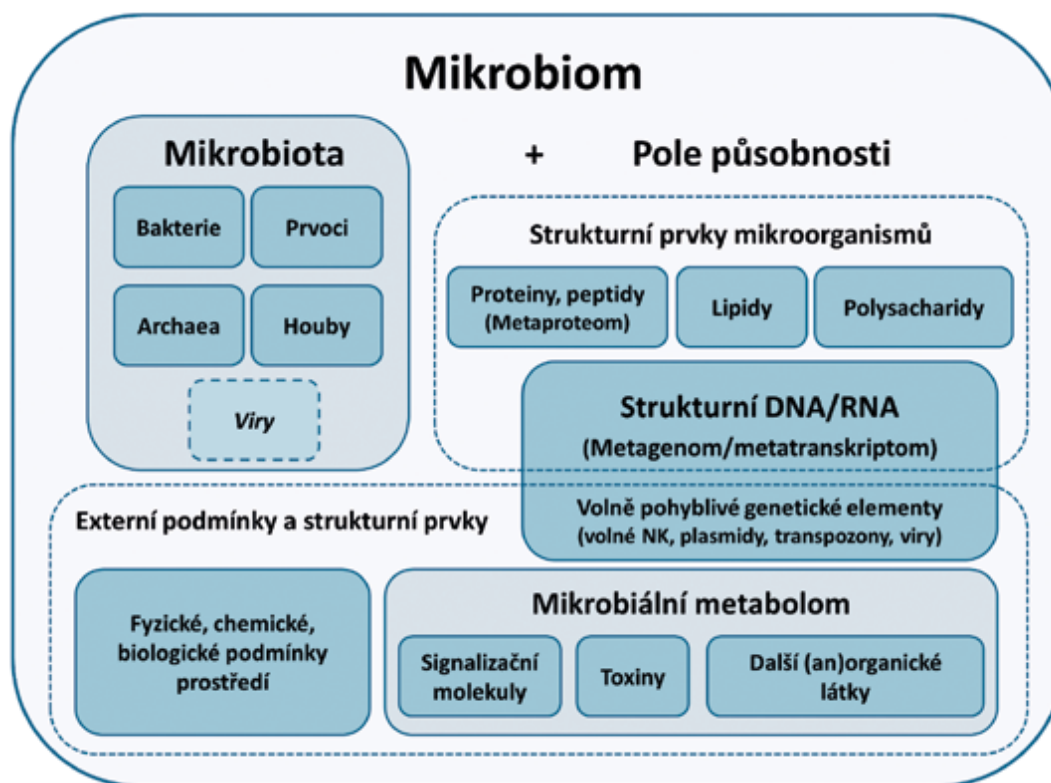 Mikrobiom
Mikrobiota
+ Pole působnosti
Bakterie
Prvoci
Archaea
Houby
Viry
Strukturní prvky mikroorganismů
Proteiny, peptidy
(Metaproteom)
Lipidy
Polysacharidy
Strukturní DNA/RNA
(Metagenom/metatranskriptom)
Volně pohyblivé genetické elementy
(volné NK, plasmidy, transpozony, viry)
Externí podmínky a strukturní prvky
Fyzické, chemické,
biologické podmínky
prostředí
Mikrobiální metabolom
Signalizační
molekuly
Toxiny
Další (an)organické
látky